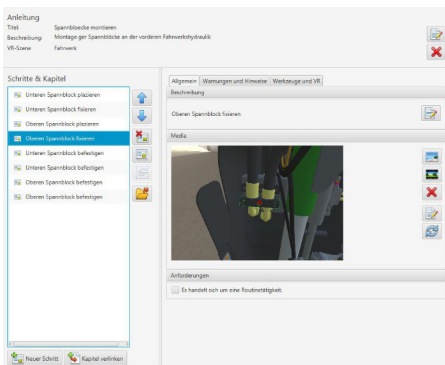 Anleitung
Titel: Spannbloecke montieren
Beschreibung: Montage ger Spannblöcke an der vorderen Fahrwerkshydraulik
VR-Szene Fahrwerk
Schritte & Kapitel
Unteren Spannblock plazieren
Unteren Spannblock fixieren
Oberen Spannblock plazieren
Oberen Spannblock fixieren
Unteren Spannblock befestigen
Unteren Spannblock befestigen
Oberen Spannblock befestigen
Oberen Spannblock befestigen
Neuer Schritt Kapitel verlinken
Allgemein Warnungen und Hinweise Werkzeuge und VR
Beschreibung
Oberen Spannblock fixieren
Media
Anforderungen
Es handelt sich um eine Routinetätigkeit.